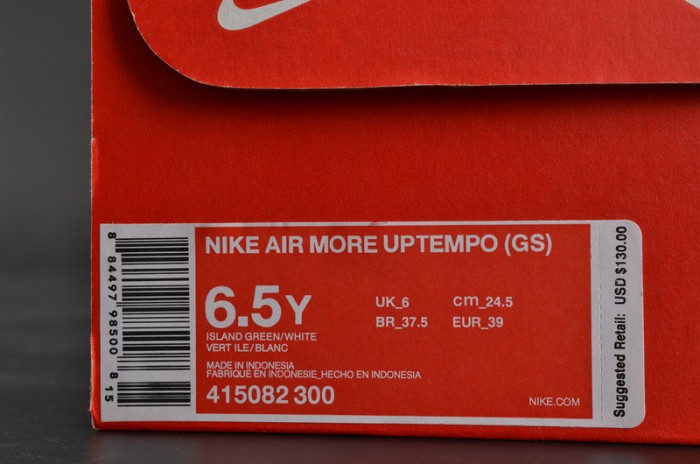 NIKE AIR MORE UPTEMPO (GS)
6.5Y
UK_6 cm_24.5
BR_37.5 EUR_39
ISLAND GREEN/WHITE
VERT ILE/BLANC
MADE IN INDONESIA
FABRIQUE EN INDONESIE_HECHO EN INDONESIA
415082 300
NIKE.COM
8 84497 98500 8 15
Suggested Retail: USD $130.00